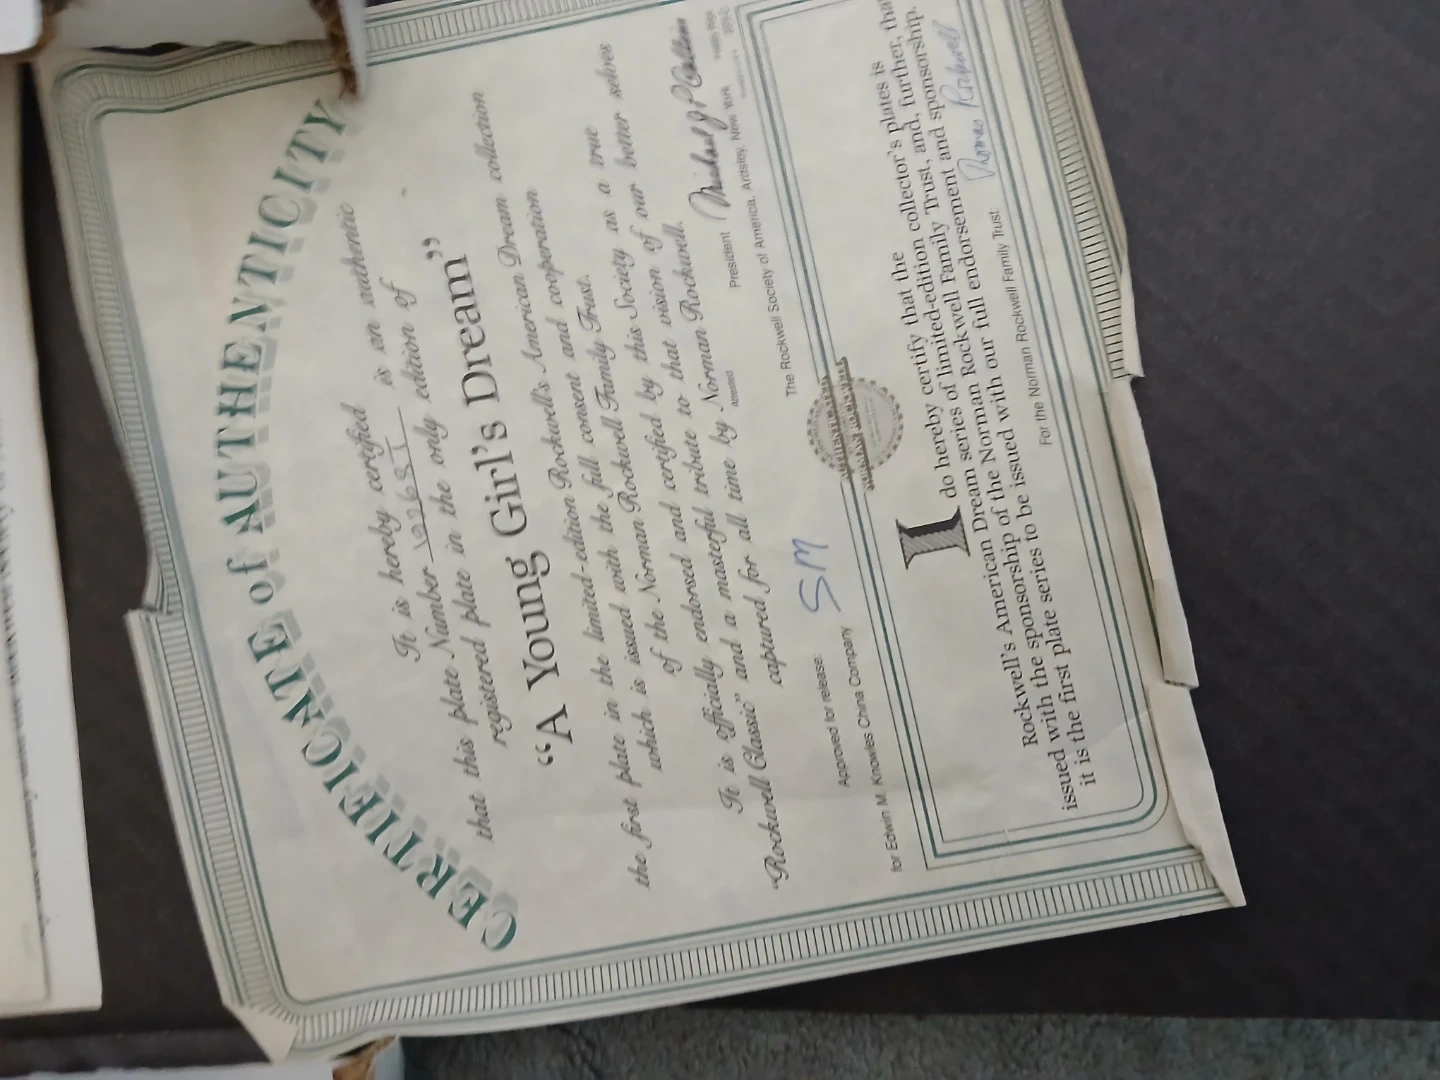 CERTIFICATE of AUTHENTICITY
It is hereby certified
that this plate Number is an authentic
registered plate in the only edition of
“A Young Girl’s Dream”
the first plate in the limited-edition Rockwell's American Dream collection
which is issued with the full consent and cooperation
of the Norman Rockwell Family Trust.
It is officially endorsed and certified by this Society as a true
“Rockwell Classic” and a masterful tribute to that vision of our better selves
captured for all time by Norman Rockwell.
Attested President
The Rockwell Society of America, Ardsley, New York
Approved for release: SM
for Edwin M. Knowles China Company
I do hereby certify that the
Rockwell's American Dream series of limited-edition collector's plates is
issued with the sponsorship of the Norman Rockwell Family Trust, and, further, that
it is the first plate series to be issued with our full endorsement and sponsorship.
For the Norman Rockwell Family Trust: Thomas Rockwell